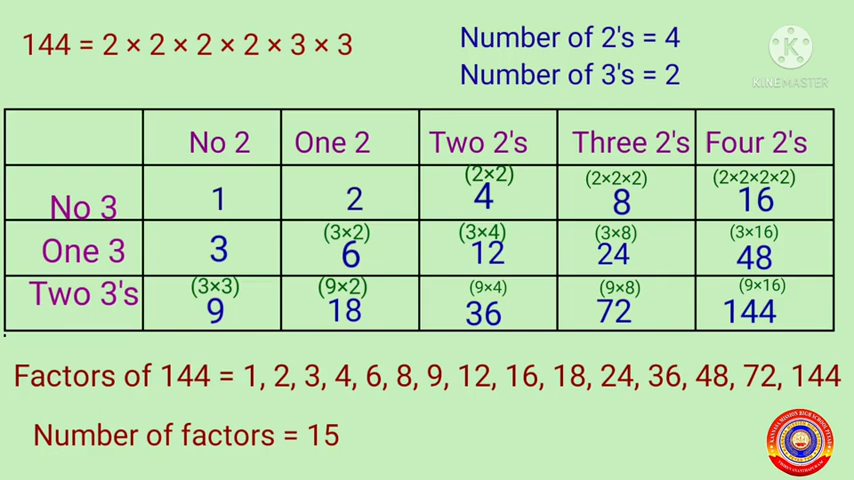 144 = 2 × 2 × 2 × 2 × 3 × 3
Number of 2's = 4
Number of 3's = 2
KINEMASTER
No 2 One 2 Two 2's Three 2's Four 2's
(2×2) (2×2×2) (2×2×2×2)
No 3 1 2 4 8 16
(3×2) (3×4) (3×8) (3×16)
One 3 3 6 12 24 48
(3×3) (9×2) (9×4) (9×8) (9×16)
Two 3's 9 18 36 72 144
Factors of 144 = 1, 2, 3, 4, 6, 8, 9, 12, 16, 18, 24, 36, 48, 72, 144
Number of factors = 15